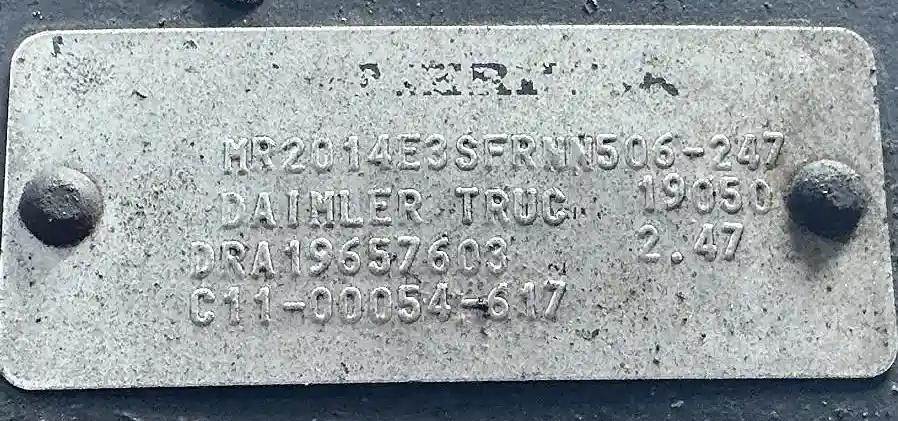 MR2014E3SFRNN506-247
DAIMLER TRUC 19050
DRA19657603 2.47
C11-00054-617